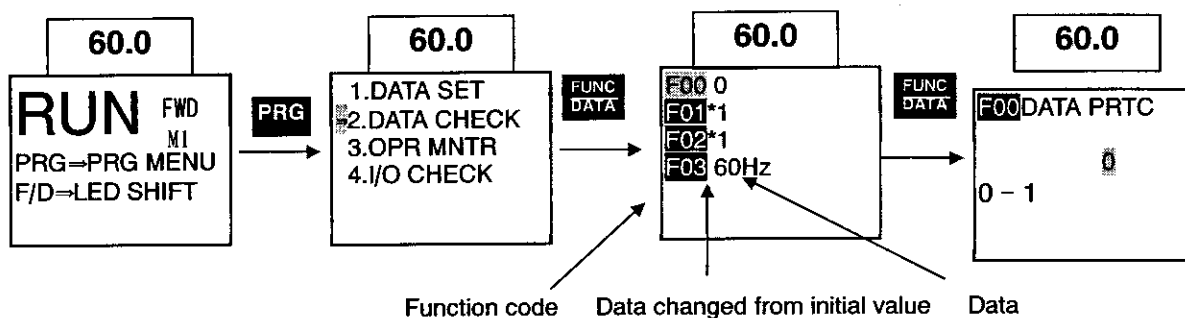 60.0
RUN FWD
M1
PRG⇒PRG MENU
F/D⇒LED SHIFT
PRG
60.0
1.DATA SET
2.DATA CHECK
3.OPR MNTR
4.I/O CHECK
FUNC
DATA
60.0
F00 0
F01*1
F02*1
F03 60Hz
FUNC
DATA
60.0
F00DATA PRTC
0
0 – 1
Function code
Data changed from initial value
Data